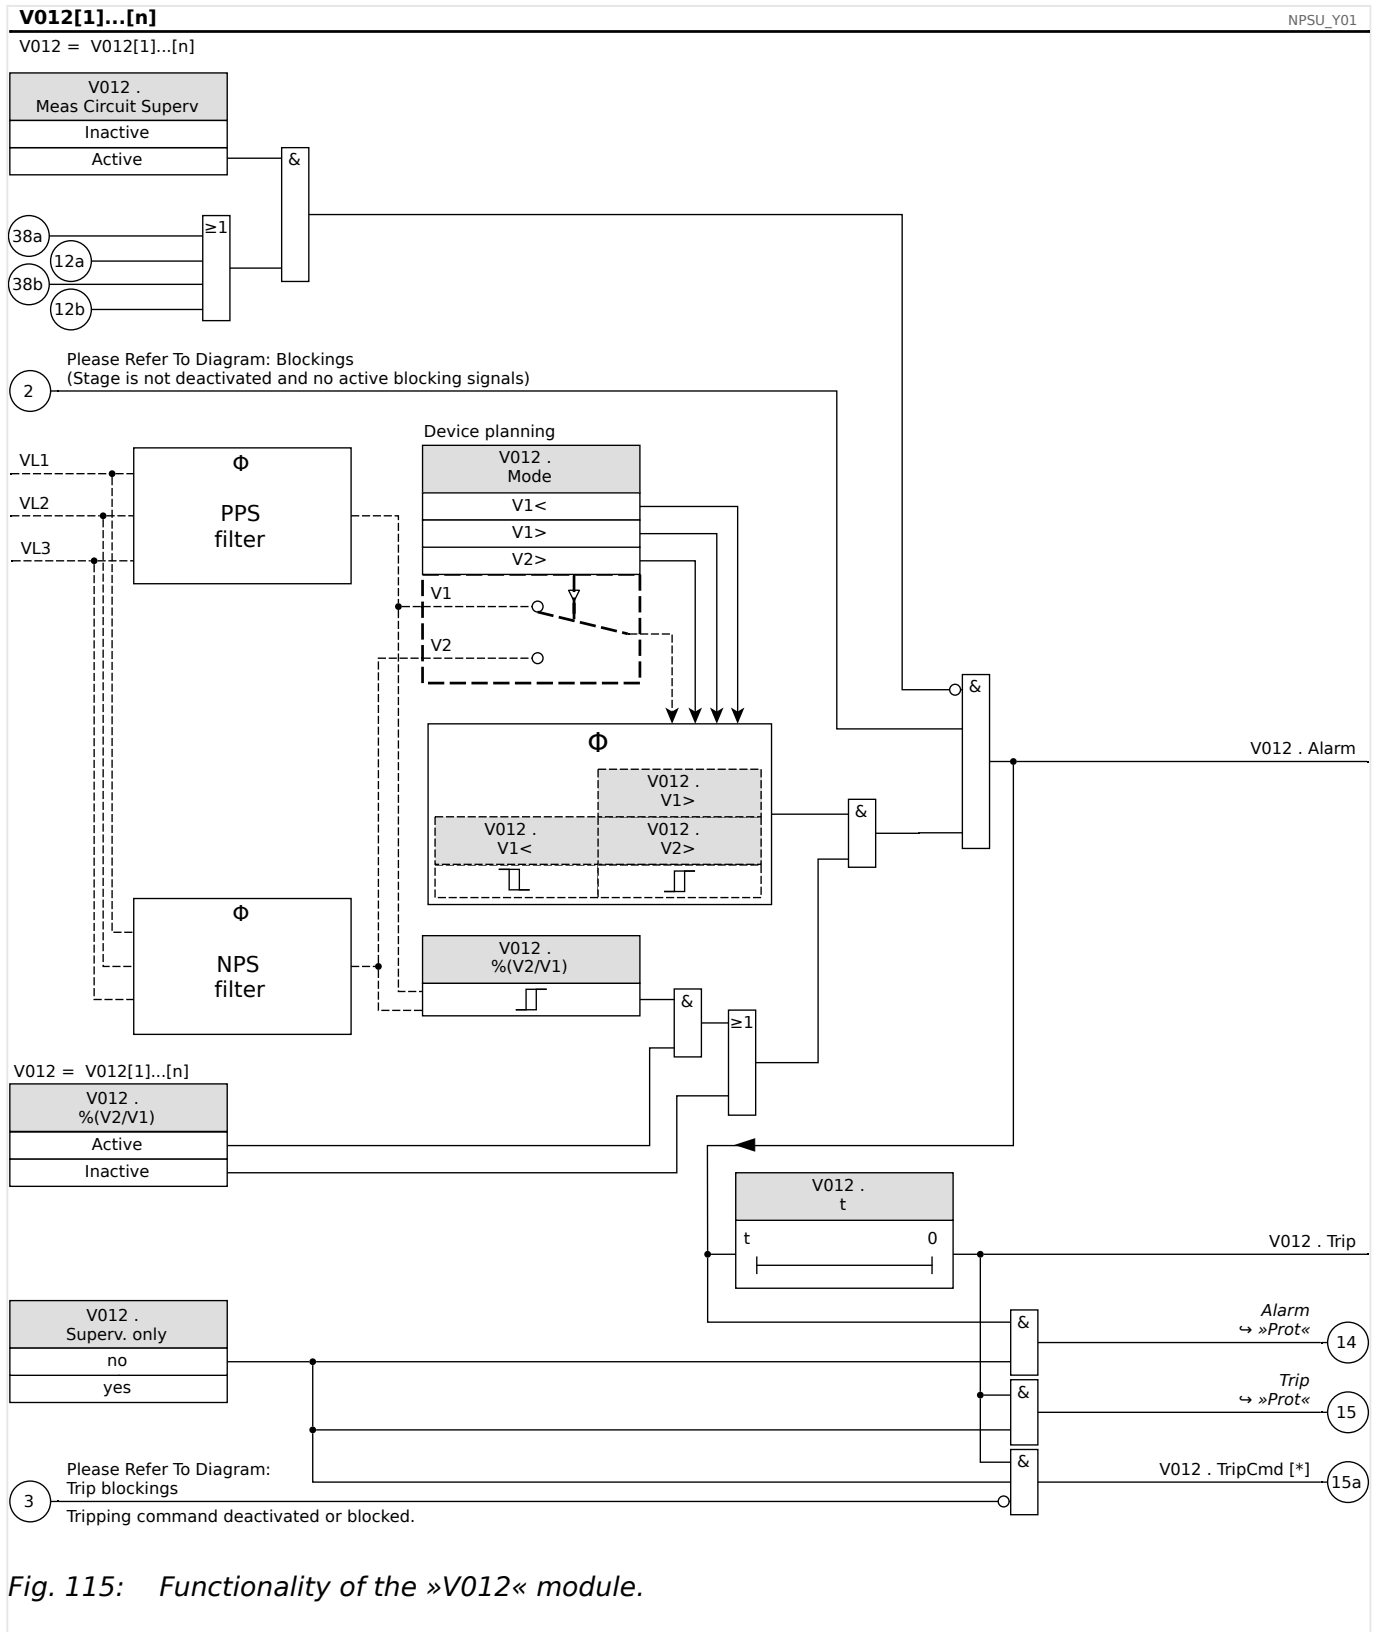 V012[1]...[n]
NPSU_Y01
V012 = V012[1]...[n]
V012 .
Meas Circuit Superv
Inactive
Active
&
38a
≥1
12a
38b
12b
Please Refer To Diagram: Blockings
(Stage is not deactivated and no active blocking signals)
2
Device planning
V012 .
Mode
V1<
V1>
V2>
VL1
VL2
VL3
Φ
PPS
filter
V1
V2
&
V012 . Alarm
Φ
V012 .
V1>
V012 .
V1<
V012 .
V2>
&
Φ
NPS
filter
V012 .
%(V2/V1)
&
≥1
V012 = V012[1]...[n]
V012 .
%(V2/V1)
Active
Inactive
V012 .
t
t
0
V012 . Trip
V012 .
Superv. only
no
yes
&
Alarm
↪ »Prot«
14
&
Trip
↪ »Prot«
15
&
V012 . TripCmd [*]
15a
Please Refer To Diagram:
Trip blockings
3
Tripping command deactivated or blocked.
Fig. 115: Functionality of the »V012« module.